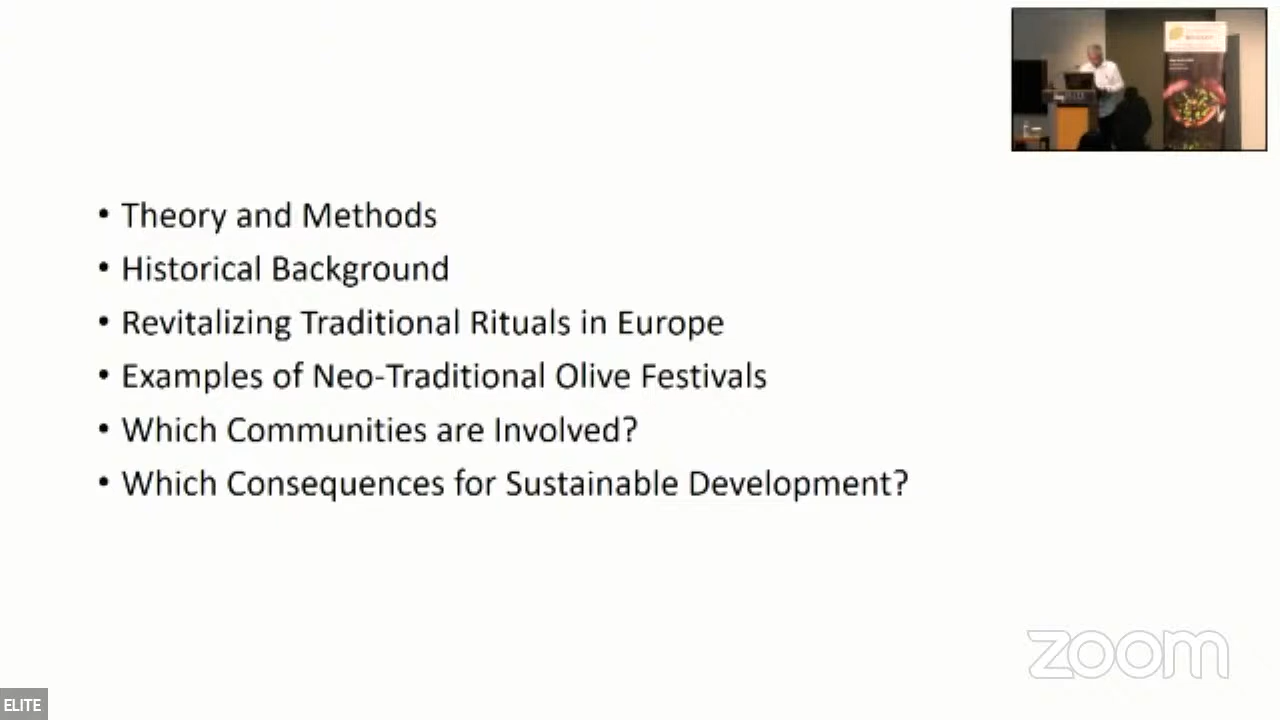 • Theory and Methods
• Historical Background
• Revitalizing Traditional Rituals in Europe
• Examples of Neo-Traditional Olive Festivals
• Which Communities are Involved?
• Which Consequences for Sustainable Development?
zoom
ELITE